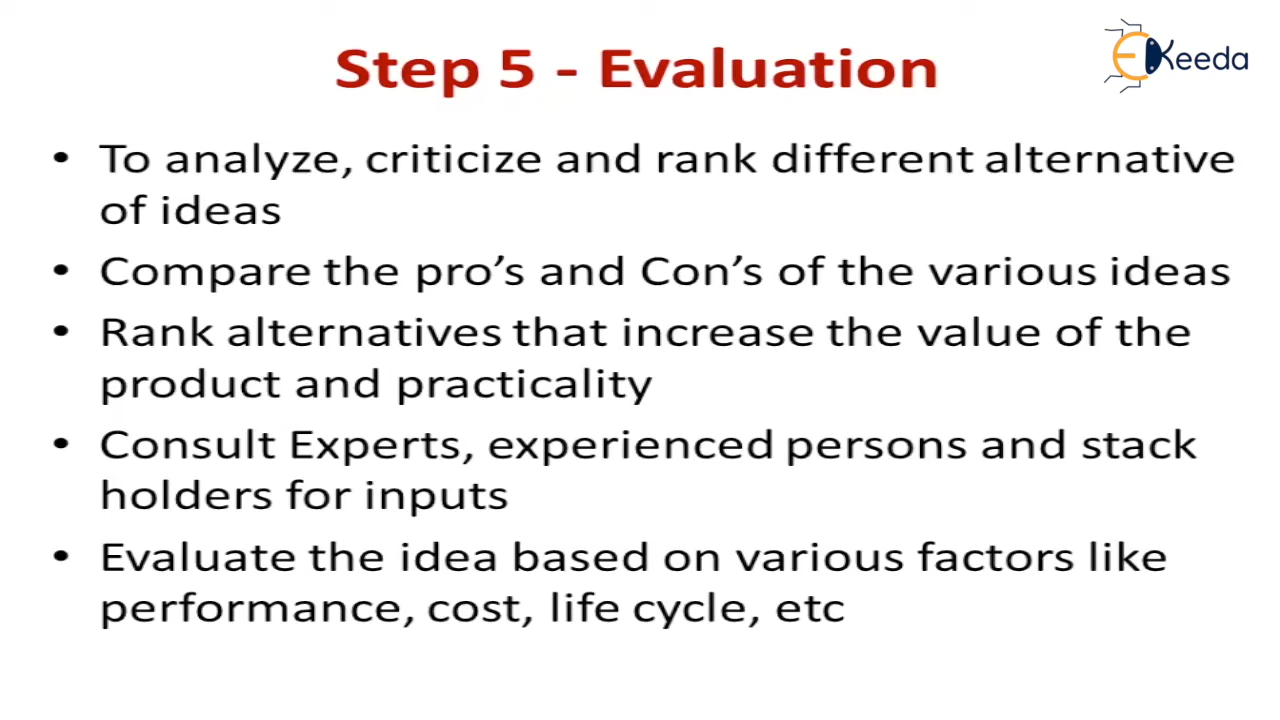 Step 5 - Evaluation
EKeeda
• To analyze, criticize and rank different alternative
of ideas
• Compare the pro’s and Con’s of the various ideas
• Rank alternatives that increase the value of the
product and practicality
• Consult Experts, experienced persons and stack
holders for inputs
• Evaluate the idea based on various factors like
performance, cost, life cycle, etc